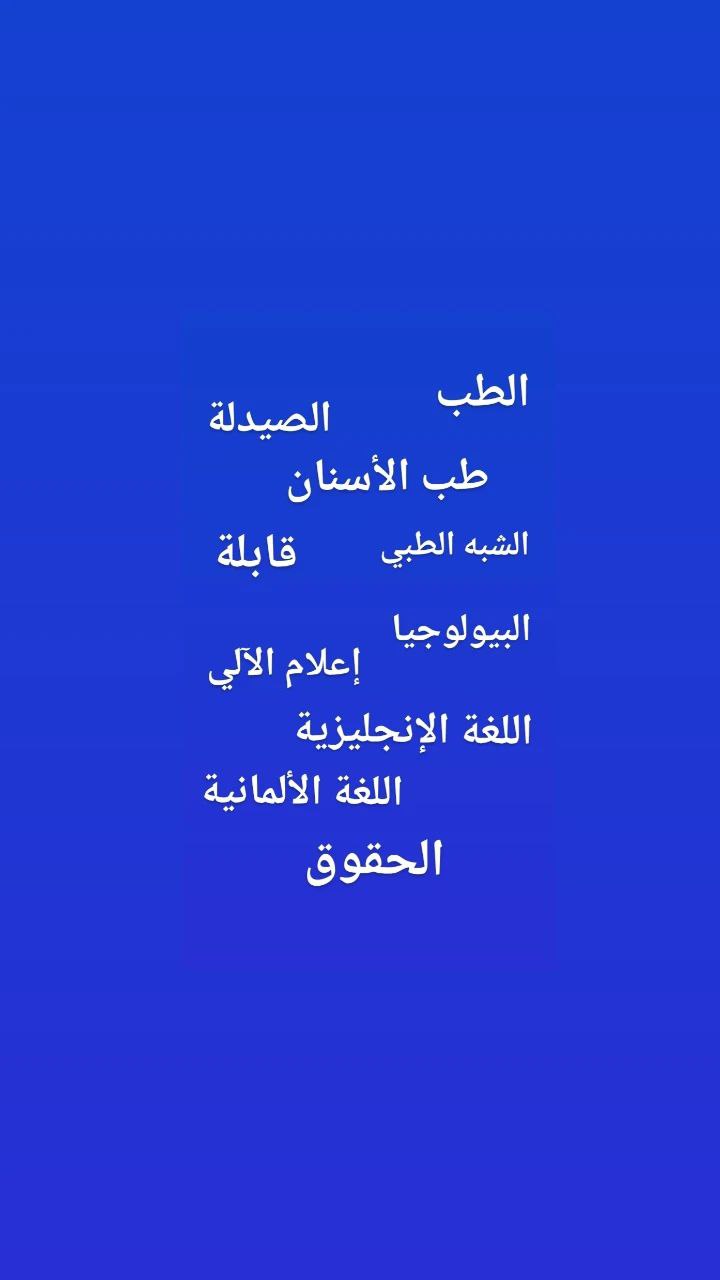 الطب
الصيدلة
طب الأسنان
الشبه الطبي
قابلة
البيولوجيا
إعلام الآلي
اللغة الإنجليزية
اللغة الألمانية
الحقوق